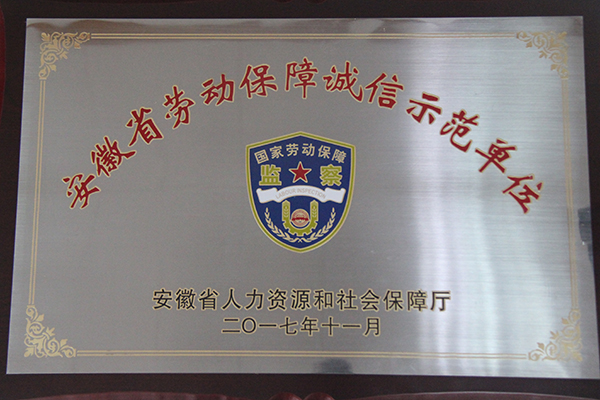 安徽省劳动保障诚信示范单位
国家劳动保障
监察
LABOUR INSPECTION
安徽省人力资源和社会保障厅
二〇一七年十一月